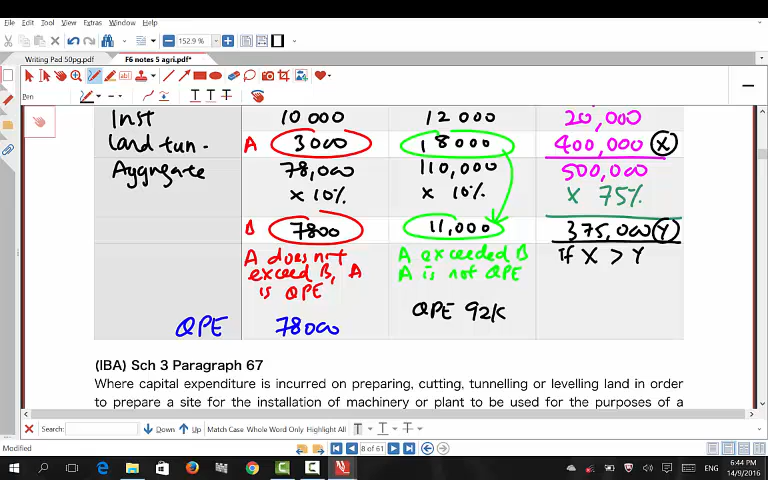 File Edit Tool View Extras Window Help
152.9%
Writing Pad 50pg.pdf F6 notes 5 agri.pdf*
Pen
Inst 10 000 12 000 20,000
Land tun. A 3000 18000 400,000 X
Aggregate 78,000 110,000 500,000
x 10% x 10% x 75%
B 7800 11,000 375,000 Y
A does not exceed B, A is QPE
A exceeded B
A is not QPE
If X > Y
QPE 78000 QPE 92K
(IBA) Sch 3 Paragraph 67
Where capital expenditure is incurred on preparing, cutting, tunnelling or levelling land in order
to prepare a site for the installation of machinery or plant to be used for the purposes of a
Search: Down Up Match Case Whole Word Only Highlight All
Modified 8 of 61
ENG 6:44 PM
14/9/2016